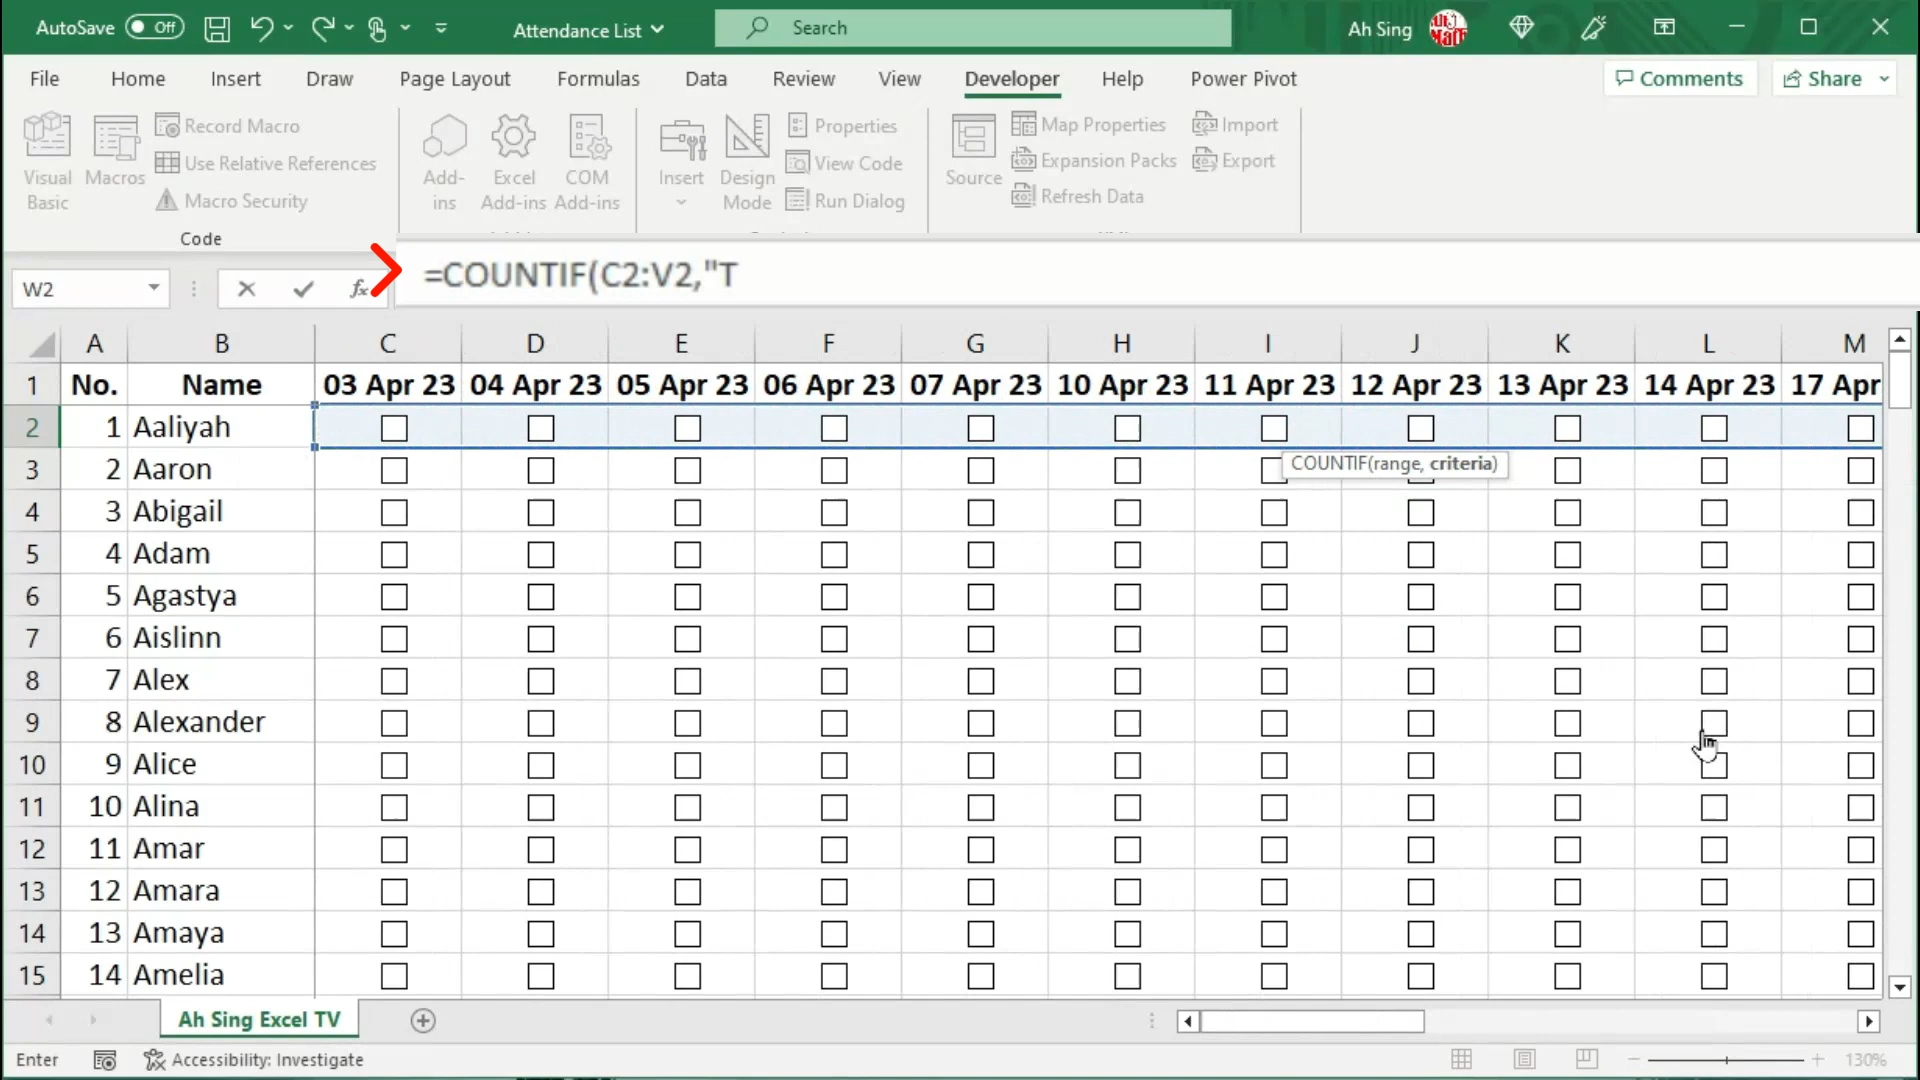 AutoSave Off Attendance List Search Ah Sing
File Home Insert Draw Page Layout Formulas Data Review View Developer Help Power Pivot Comments Share
Visual Basic
Macros
Record Macro
Use Relative References
Macro Security
Code
Add-ins
Excel Add-ins
COM Add-ins
Insert
Design Mode
Properties
View Code
Run Dialog
Source
Map Properties
Expansion Packs
Refresh Data
Import
Export
W2 fx =COUNTIF(C2:V2,"T
A B C D E F G H I J K L M
1 No. Name 03 Apr 23 04 Apr 23 05 Apr 23 06 Apr 23 07 Apr 23 10 Apr 23 11 Apr 23 12 Apr 23 13 Apr 23 14 Apr 23 17 Apr
2 1 Aaliyah
COUNTIF(range, criteria)
3 2 Aaron
4 3 Abigail
5 4 Adam
6 5 Agastya
7 6 Aislinn
8 7 Alex
9 8 Alexander
10 9 Alice
11 10 Alina
12 11 Amar
13 12 Amara
14 13 Amaya
15 14 Amelia
Ah Sing Excel TV
Enter Accessibility: Investigate 130%